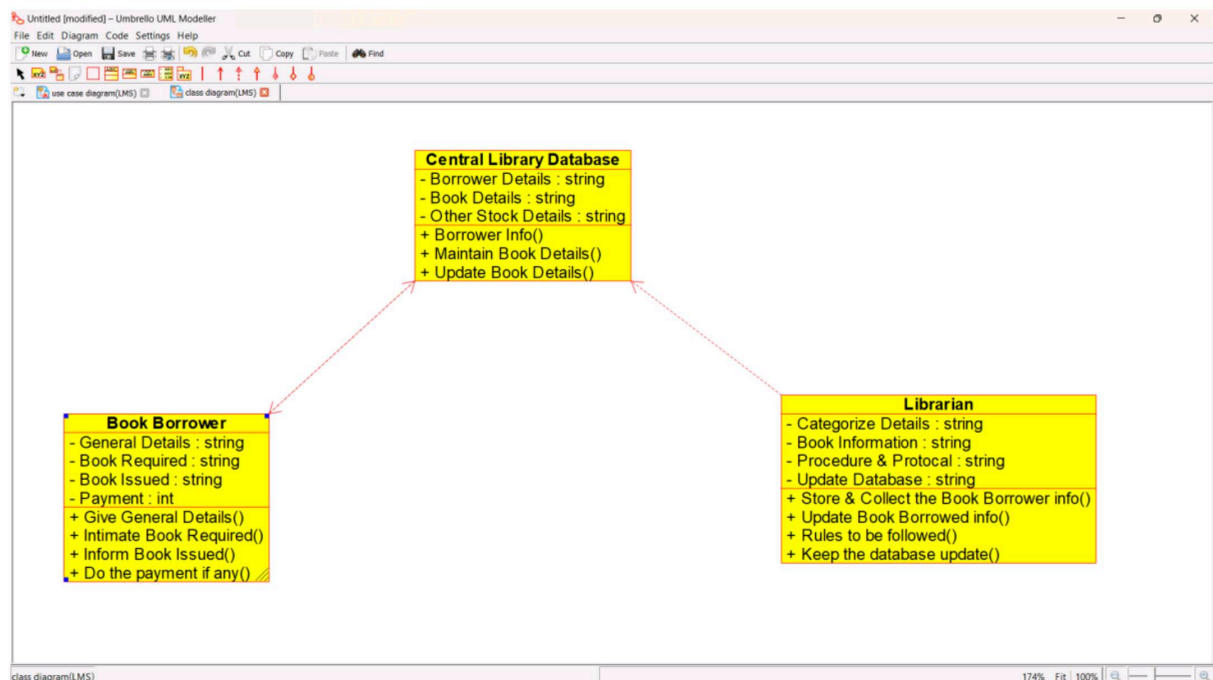 Untitled [modified] – Umbrello UML Modeller
File Edit Diagram Code Settings Help
New Open Save Cut Copy Paste Find
use case diagram(LMS) class diagram(LMS)
Central Library Database
- Borrower Details : string
- Book Details : string
- Other Stock Details : string
+ Borrower Info()
+ Maintain Book Details()
+ Update Book Details()
Book Borrower
- General Details : string
- Book Required : string
- Book Issued : string
- Payment : int
+ Give General Details()
+ Intimate Book Required()
+ Inform Book Issued()
+ Do the payment if any()
Librarian
- Categorize Details : string
- Book Information : string
- Procedure & Protocal : string
- Update Database : string
+ Store & Collect the Book Borrower info()
+ Update Book Borrowed info()
+ Rules to be followed()
+ Keep the database update()
class diagram(LMS) 174% Fit 100%